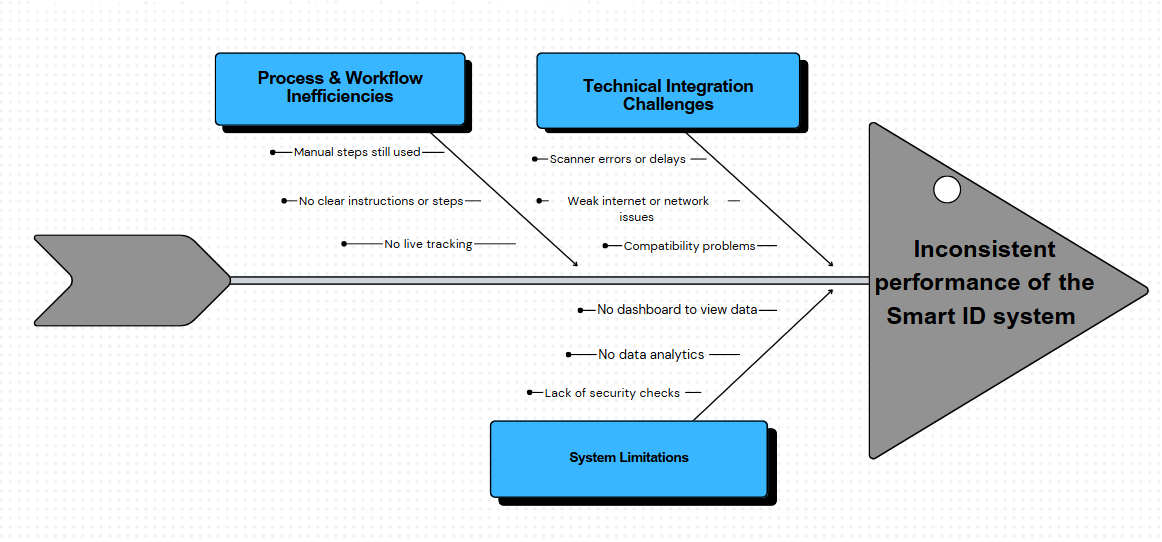 Process & Workflow
Inefficiencies
Technical Integration
Challenges
Manual steps still used
No clear instructions or steps
No live tracking
Scanner errors or delays
Weak internet or network
issues
Compatibility problems
Inconsistent
performance of the
Smart ID system
No dashboard to view data
No data analytics
Lack of security checks
System Limitations